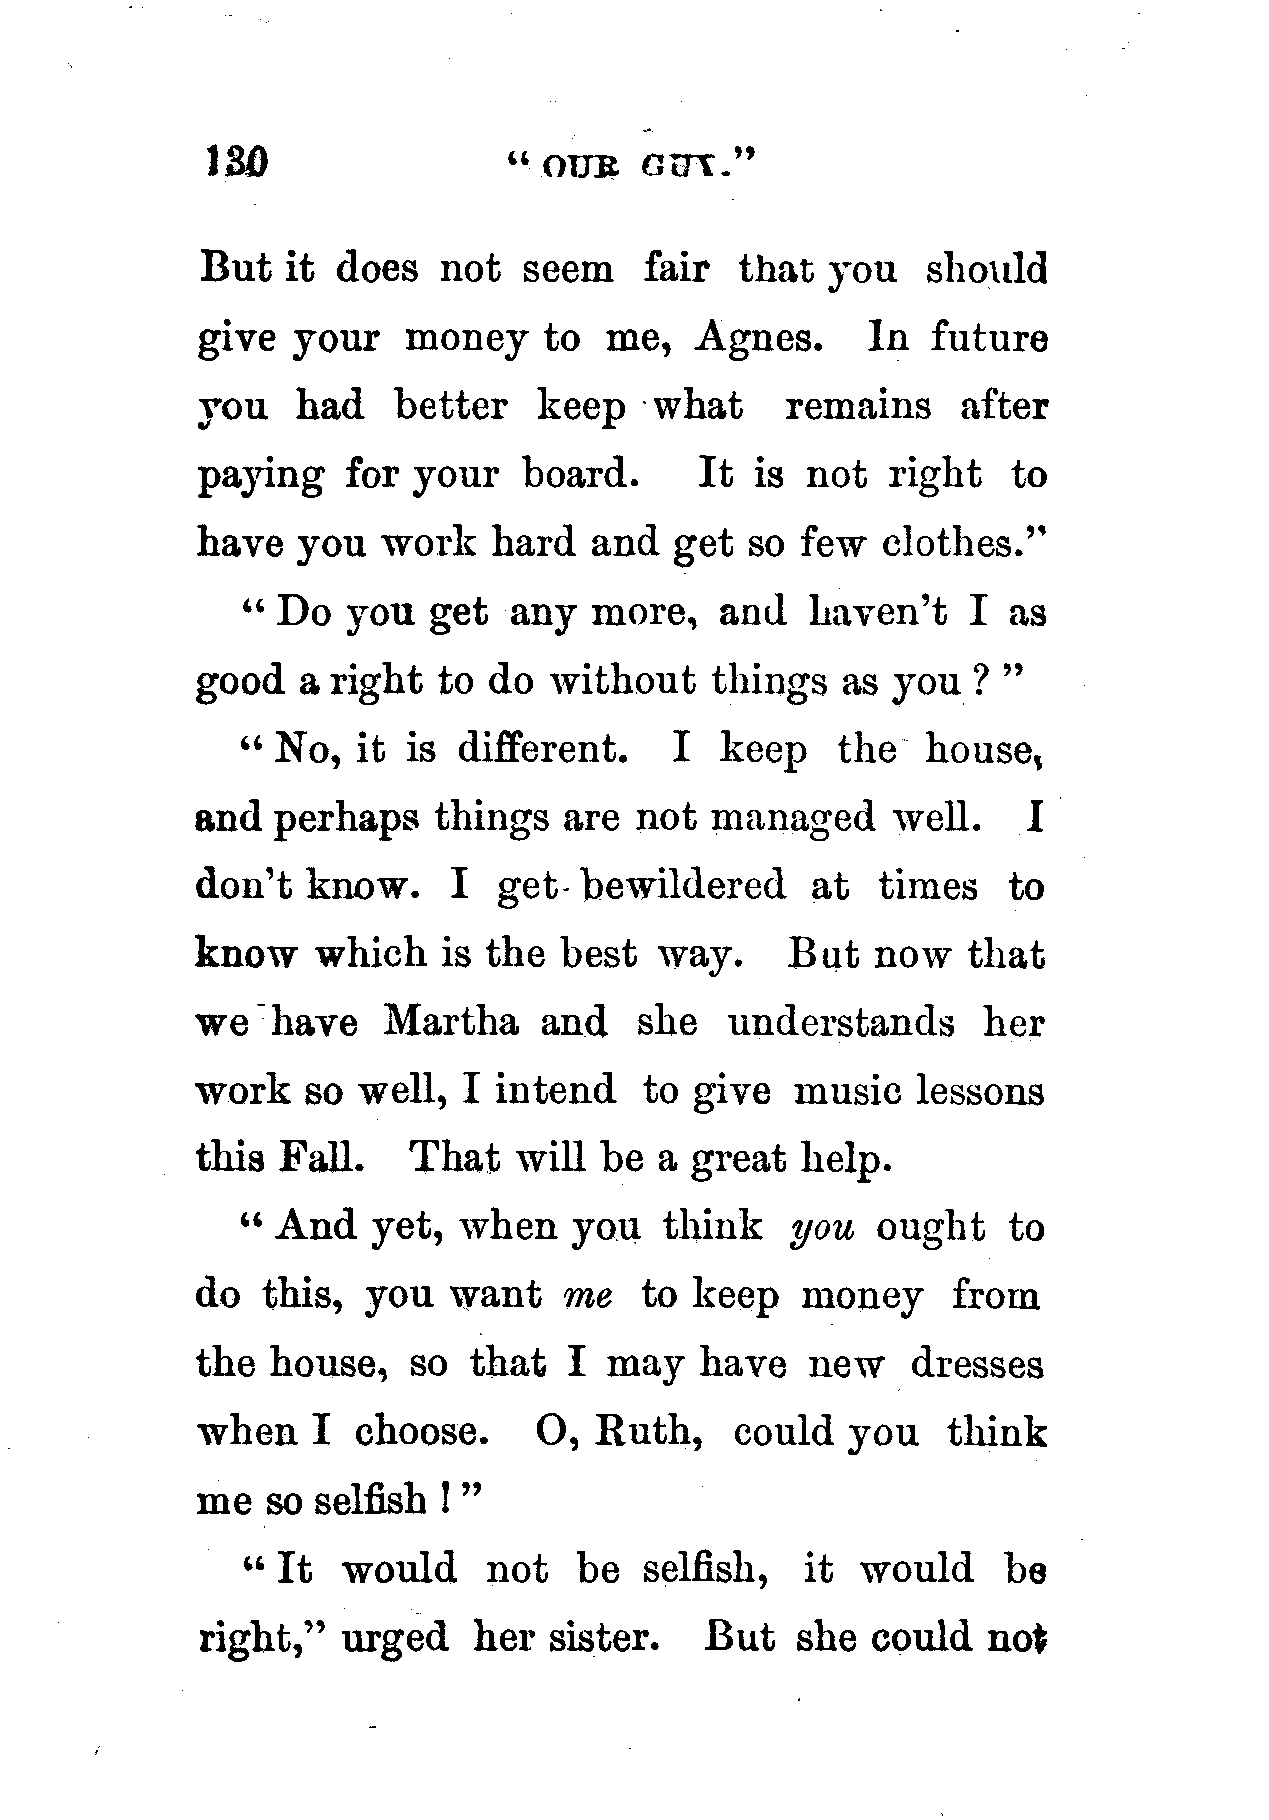 130 “ OUR GUY.”
But it does not seem fair that you should
give your money to me, Agnes. In future
you had better keep what remains after
paying for your board. It is not right to
have you work hard and get so few clothes.”
“ Do you get any more, and haven’t I as
good a right to do without things as you ? ”
“ No, it is different. I keep the house,
and perhaps things are not managed well. I
don’t know. I get bewildered at times to
know which is the best way. But now that
we have Martha and she understands her
work so well, I intend to give music lessons
this Fall. That will be a great help.
“ And yet, when you think you ought to
do this, you want me to keep money from
the house, so that I may have new dresses
when I choose. O, Ruth, could you think
me so selfish ! ”
“ It would not be selfish, it would be
right,” urged her sister. But she could not